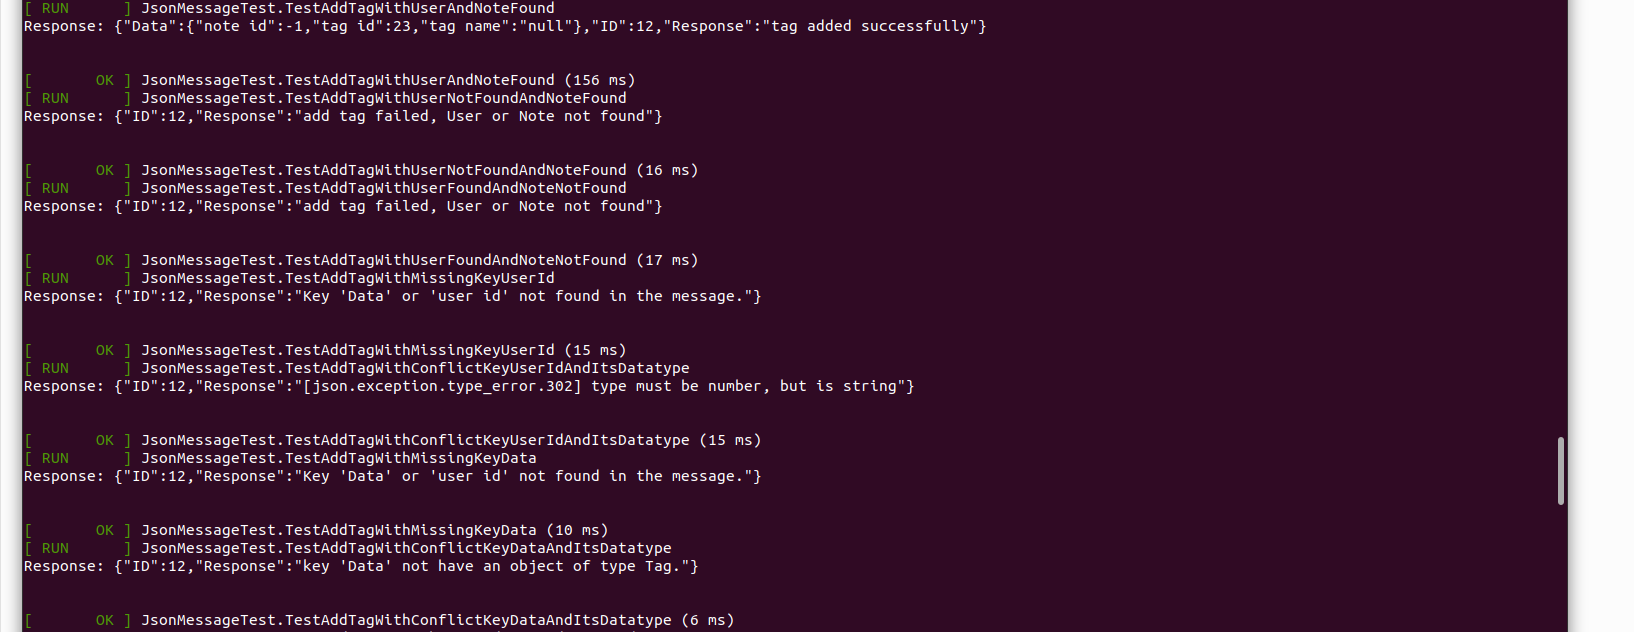 [ RUN      ] JsonMessageTest.TestAddTagWithUserAndNoteFound
Response: {"Data":{"note id":-1,"tag id":23,"tag name":"null"},"ID":12,"Response":"tag added successfully"}
[       OK ] JsonMessageTest.TestAddTagWithUserAndNoteFound (156 ms)
[ RUN      ] JsonMessageTest.TestAddTagWithUserNotFoundAndNoteFound
Response: {"ID":12,"Response":"add tag failed, User or Note not found"}
[       OK ] JsonMessageTest.TestAddTagWithUserNotFoundAndNoteFound (16 ms)
[ RUN      ] JsonMessageTest.TestAddTagWithUserFoundAndNoteNotFound
Response: {"ID":12,"Response":"add tag failed, User or Note not found"}
[       OK ] JsonMessageTest.TestAddTagWithUserFoundAndNoteNotFound (17 ms)
[ RUN      ] JsonMessageTest.TestAddTagWithMissingKeyUserId
Response: {"ID":12,"Response":"Key 'Data' or 'user id' not found in the message."}
[       OK ] JsonMessageTest.TestAddTagWithMissingKeyUserId (15 ms)
[ RUN      ] JsonMessageTest.TestAddTagWithConflictKeyUserIdAndItsDatatype
Response: {"ID":12,"Response":"[json.exception.type_error.302] type must be number, but is string"}
[       OK ] JsonMessageTest.TestAddTagWithConflictKeyUserIdAndItsDatatype (15 ms)
[ RUN      ] JsonMessageTest.TestAddTagWithMissingKeyData
Response: {"ID":12,"Response":"Key 'Data' or 'user id' not found in the message."}
[       OK ] JsonMessageTest.TestAddTagWithMissingKeyData (10 ms)
[ RUN      ] JsonMessageTest.TestAddTagWithConflictKeyDataAndItsDatatype
Response: {"ID":12,"Response":"key 'Data' not have an object of type Tag."}
[       OK ] JsonMessageTest.TestAddTagWithConflictKeyDataAndItsDatatype (6 ms)